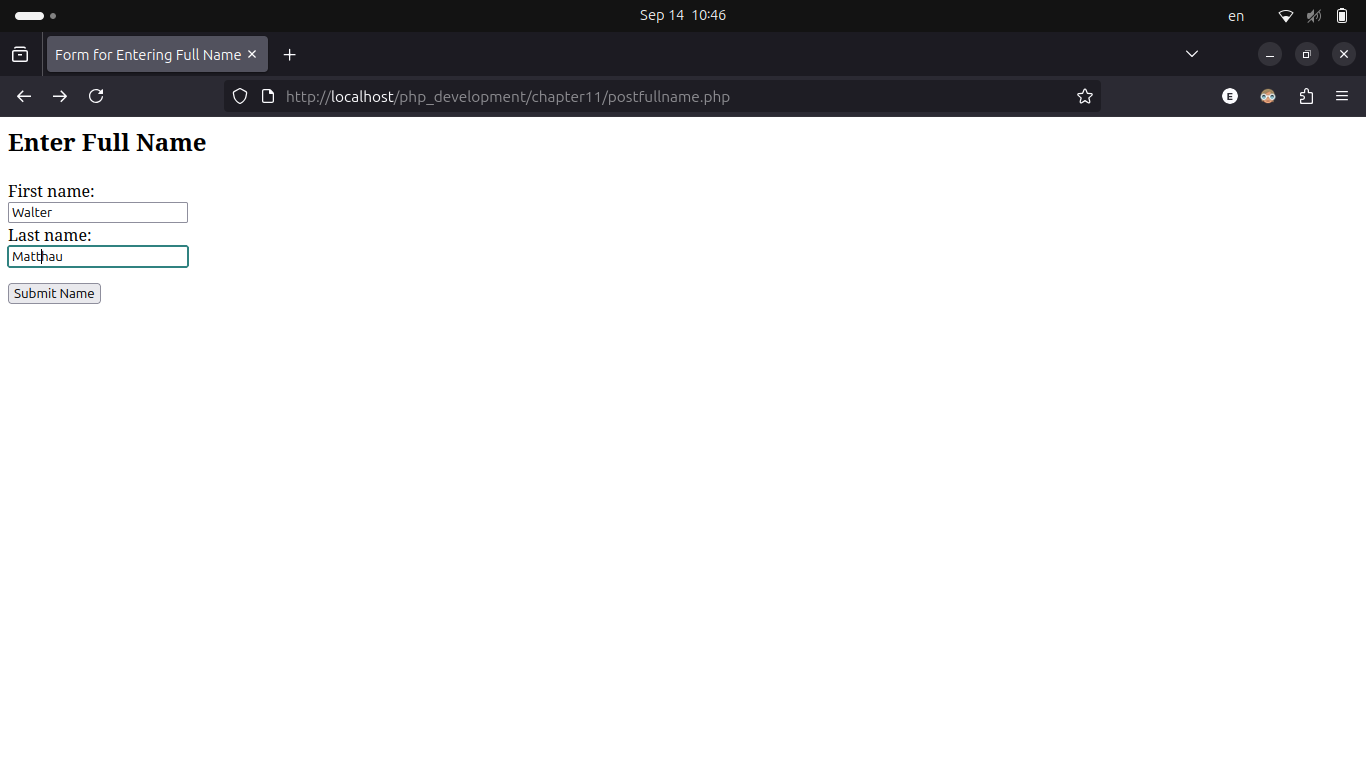 Sep 14 10:46
en
Form for Entering Full Name
http://localhost/php_development/chapter11/postfullname.php
E
Enter Full Name
First name:
Walter
Last name:
Matthau
Submit Name